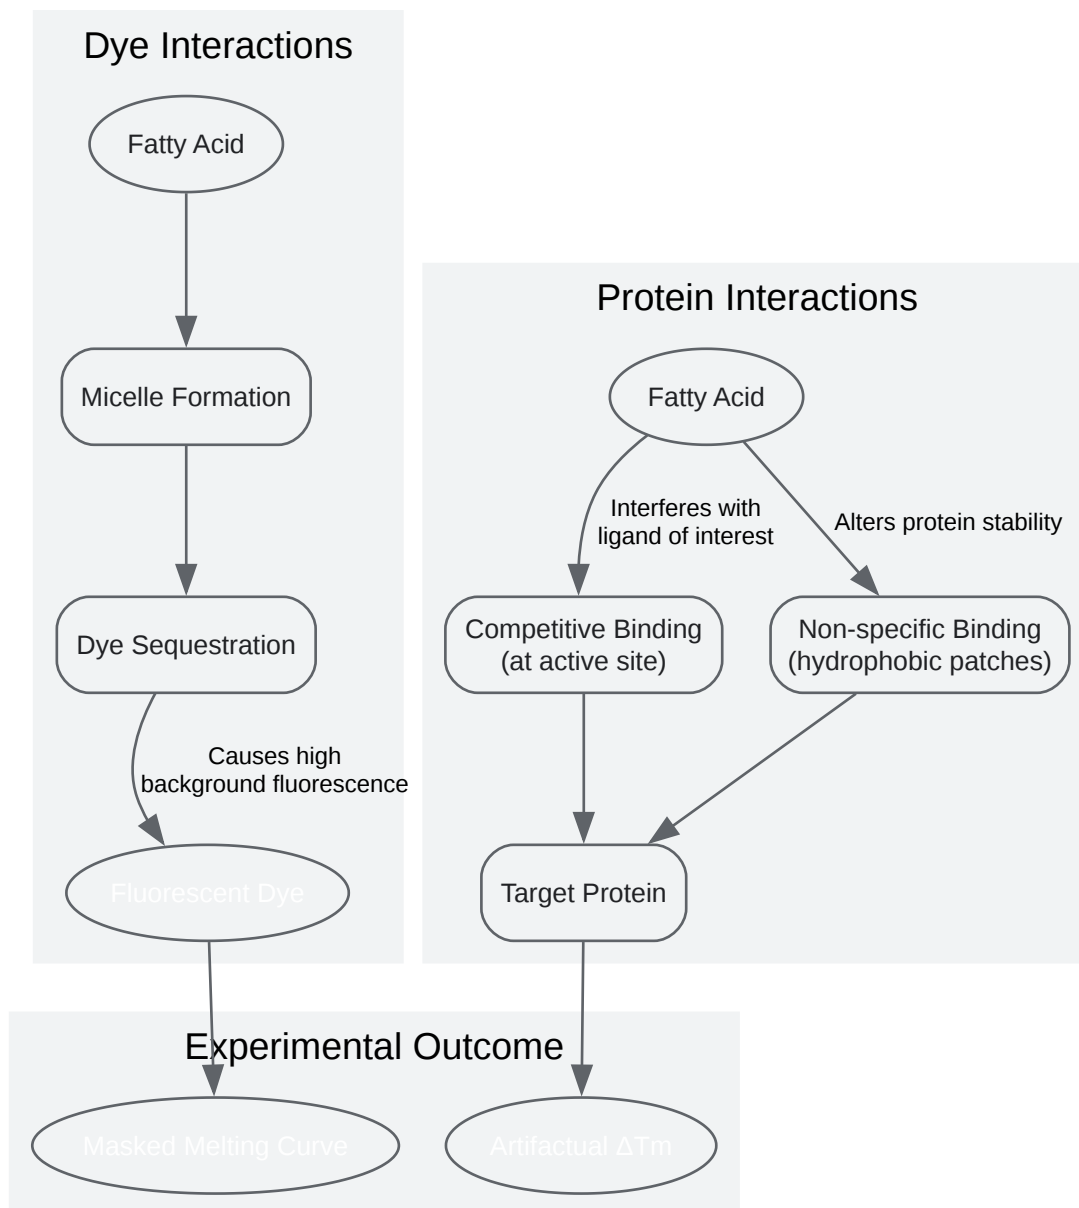 Dye Interactions
Fatty Acid
Micelle Formation
Dye Sequestration
Causes high
background fluorescence
Fluorescent Dye
Protein Interactions
Fatty Acid
Interferes with
ligand of interest
Alters protein stability
Competitive Binding
(at active site)
Non-specific Binding
(hydrophobic patches)
Target Protein
Experimental Outcome
Masked Melting Curve
Artifactual ΔTm